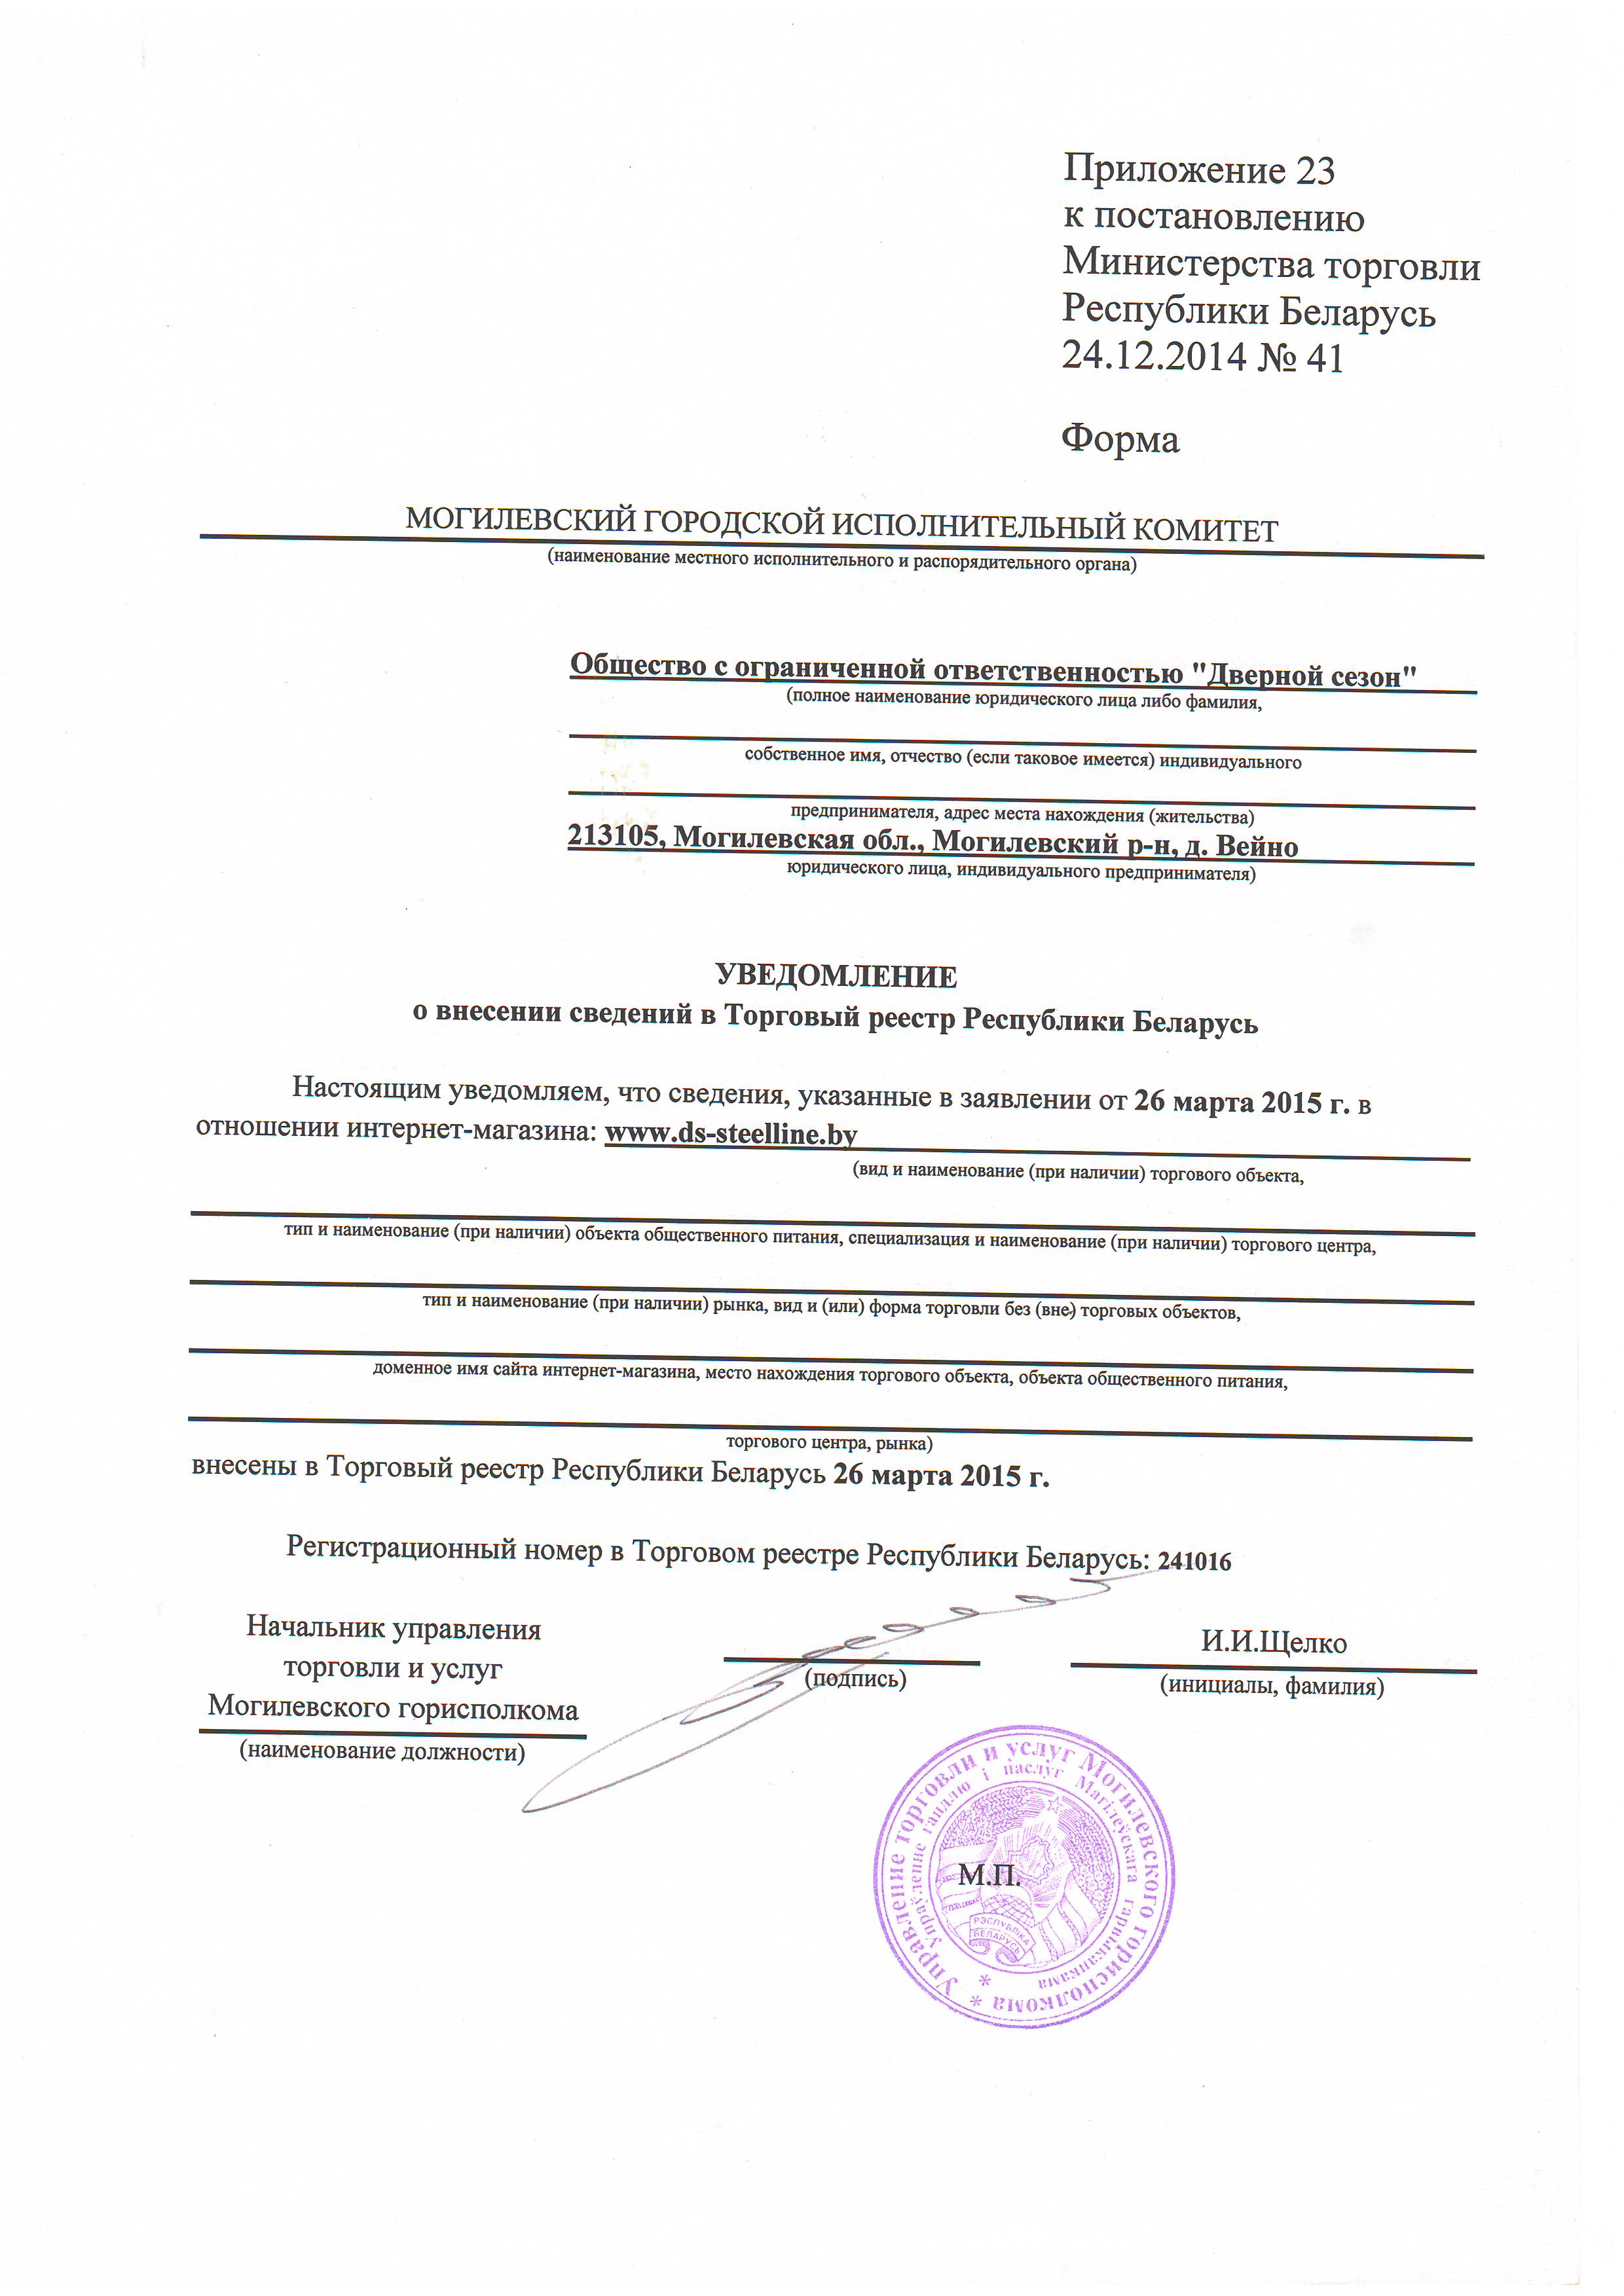 Приложение 23
к постановлению
Министерства торговли
Республики Беларусь
24.12.2014 № 41
Форма
МОГИЛЕВСКИЙ ГОРОДСКОЙ ИСПОЛНИТЕЛЬНЫЙ КОМИТЕТ
(наименование местного исполнительного и распорядительного органа)
Общество с ограниченной ответственностью "Дверной сезон"
(полное наименование юридического лица либо фамилия,
собственное имя, отчество (если таковое имеется) индивидуального
предпринимателя, адрес места нахождения (жительства)
213105, Могилевская обл., Могилевский р-н, д. Вейно
юридического лица, индивидуального предпринимателя)
УВЕДОМЛЕНИЕ
о внесении сведений в Торговый реестр Республики Беларусь
Настоящим уведомляем, что сведения, указанные в заявлении от 26 марта 2015 г. в
отношении интернет-магазина: www.ds-steelline.by
(вид и наименование (при наличии) торгового объекта,
тип и наименование (при наличии) объекта общественного питания, специализация и наименование (при наличии) торгового центра,
тип и наименование (при наличии) рынка, вид и (или) форма торговли без (вне) торговых объектов,
доменное имя сайта интернет-магазина, место нахождения торгового объекта, объекта общественного питания,
торгового центра, рынка)
внесены в Торговый реестр Республики Беларусь 26 марта 2015 г.
Регистрационный номер в Торговом реестре Республики Беларусь: 241016
Начальник управления
торговли и услуг
Могилевского горисполкома
(наименование должности)
(подпись)
И.И.Щелко
(инициалы, фамилия)
М.П.
Управление торговли и услуг Могилевского горисполкома
Упраўленне гандлю і паслуг Магілеўскага гарвыканкама
РЭСПУБЛІКА
БЕЛАРУСЬ